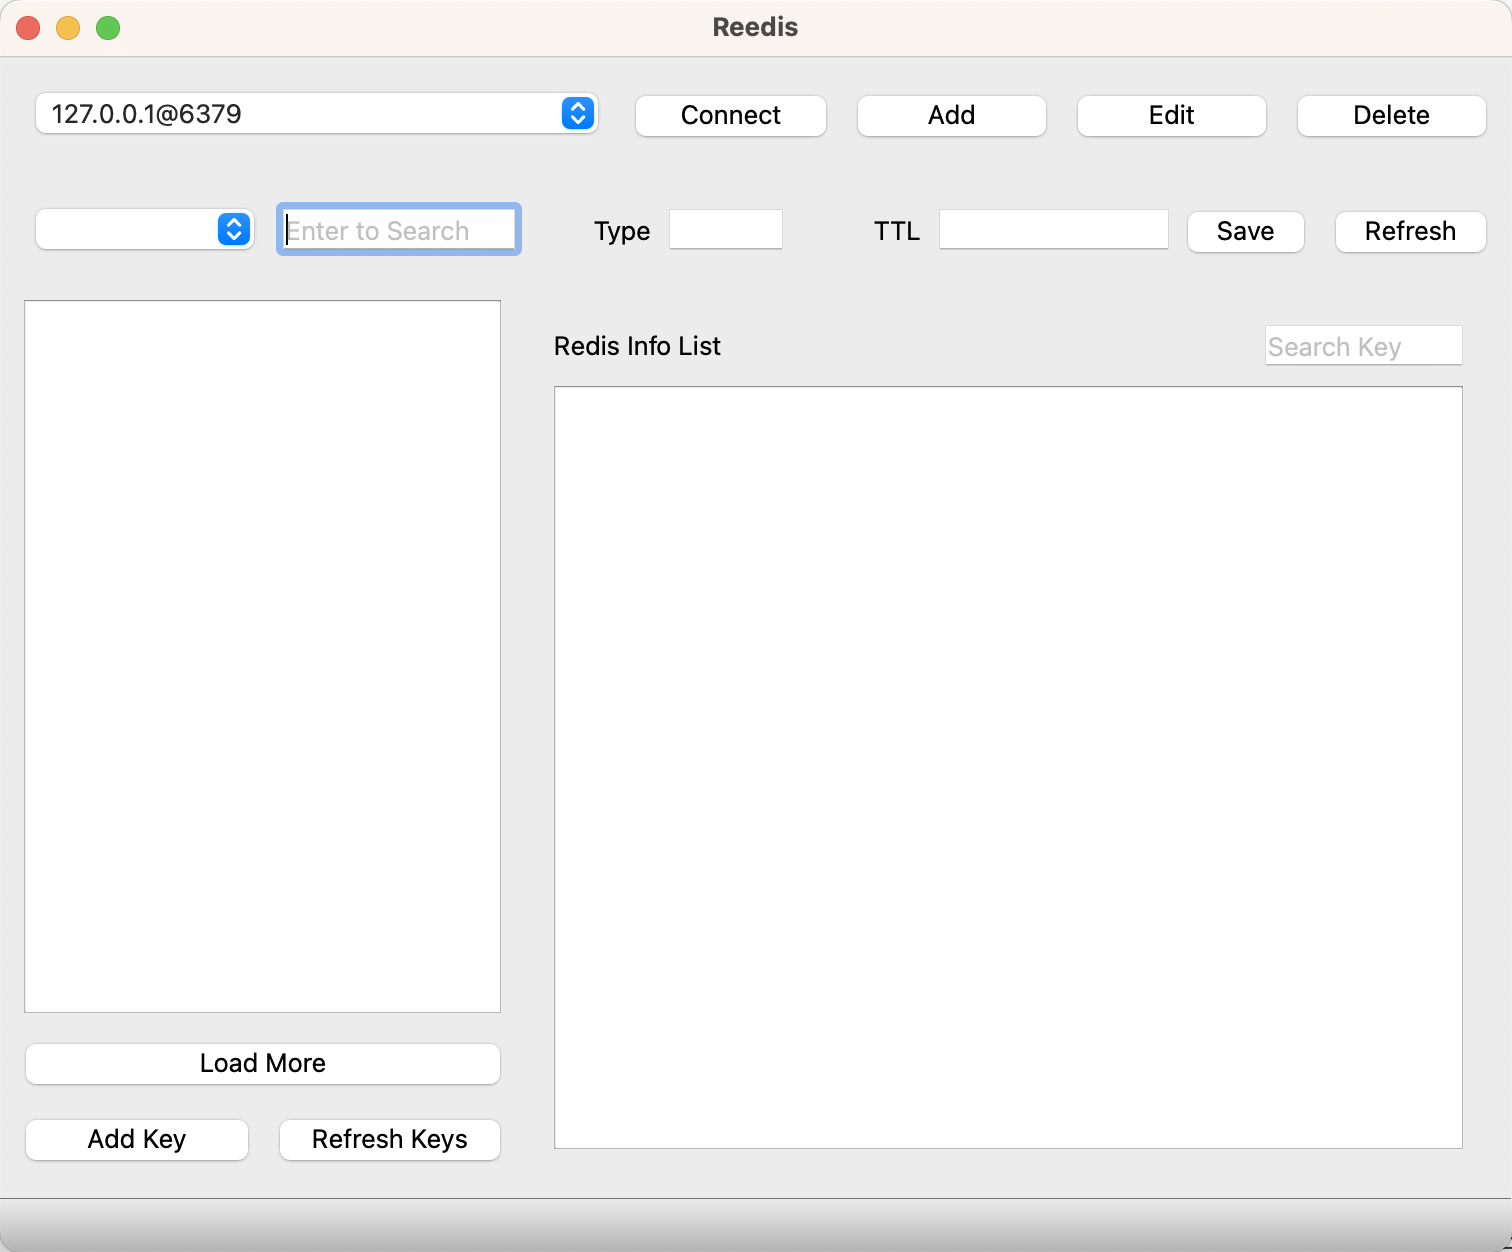 Reedis
127.0.0.1@6379
Connect
Add
Edit
Delete
Enter to Search
Type
TTL
Save
Refresh
Redis Info List
Search Key
Load More
Add Key
Refresh Keys